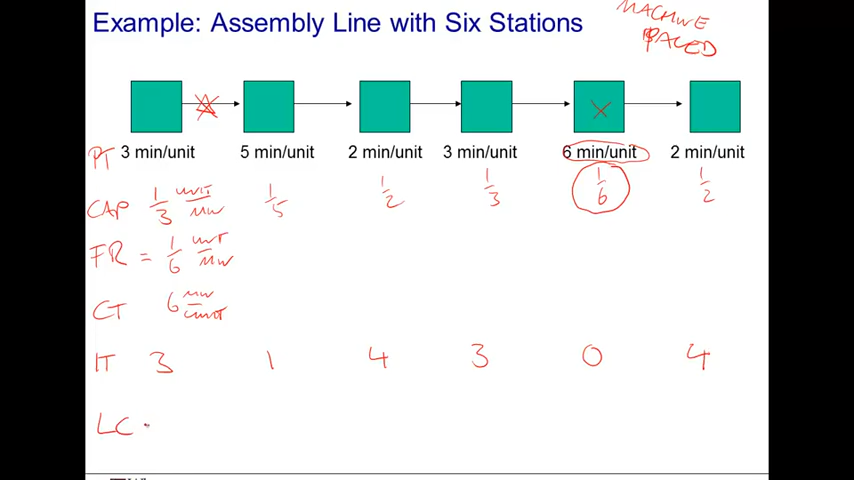 Example: Assembly Line with Six Stations
MACHINE
PACED
PT 3 min/unit 5 min/unit 2 min/unit 3 min/unit 6 min/unit 2 min/unit
CAP 1/3 UNIT/MIN 1/5 1/2 1/3 1/6 1/2
FR = 1/6 UNIT/MIN
CT 6 MIN/UNIT
IT 3 1 4 3 0 4
LC